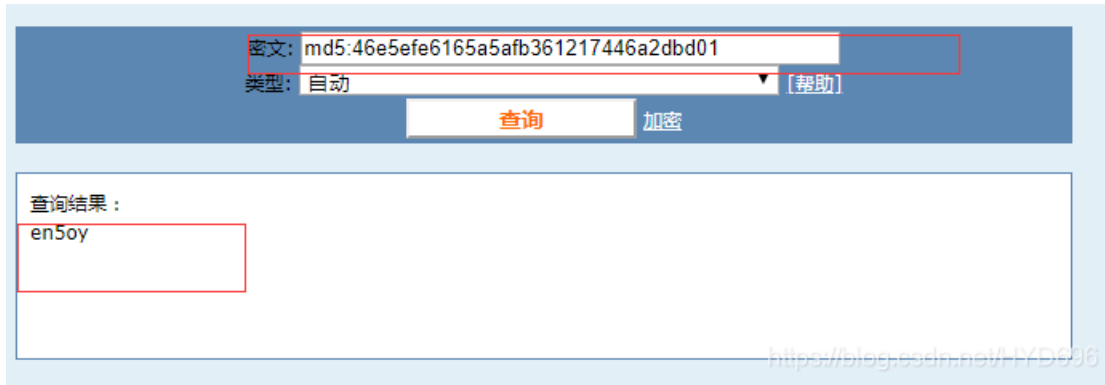 密文: md5:46e5efe6165a5afb361217446a2dbd01
类型: 自动 ▼ [帮助]
查询 加密
查询结果：
en5oy
https://blog.csdn.net/HYD696